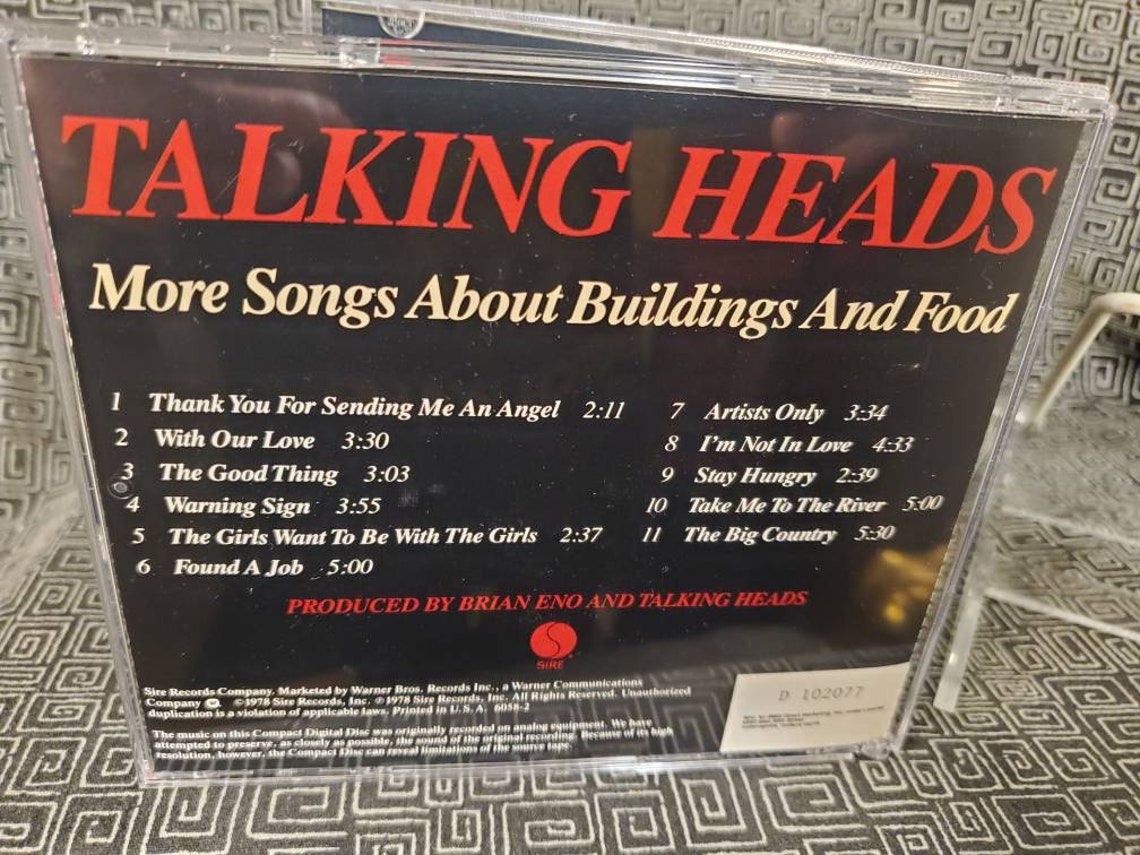 TALKING HEADS
More Songs About Buildings And Food
1 Thank You For Sending Me An Angel 2:11
2 With Our Love 3:30
3 The Good Thing 3:03
4 Warning Sign 3:55
5 The Girls Want To Be With The Girls 2:37
6 Found A Job 5:00
7 Artists Only 3:34
8 I'm Not In Love 4:33
9 Stay Hungry 2:39
10 Take Me To The River 5:00
11 The Big Country 5:30
PRODUCED BY BRIAN ENO AND TALKING HEADS
SIRE
Sire Records Company. Marketed by Warner Bros. Records Inc., a Warner Communications
Company ©1978 Sire Records, Inc. ℗1978 Sire Records, Inc. All Rights Reserved. Unauthorized
duplication is a violation of applicable laws. Printed in U.S.A. 6058-2
The music on this Compact Digital Disc was originally recorded on analog equipment. We have
attempted to preserve, as closely as possible, the sound of the original recording. Because of its high
resolution, however, the Compact Disc can reveal limitations of the source tape.
D 102077